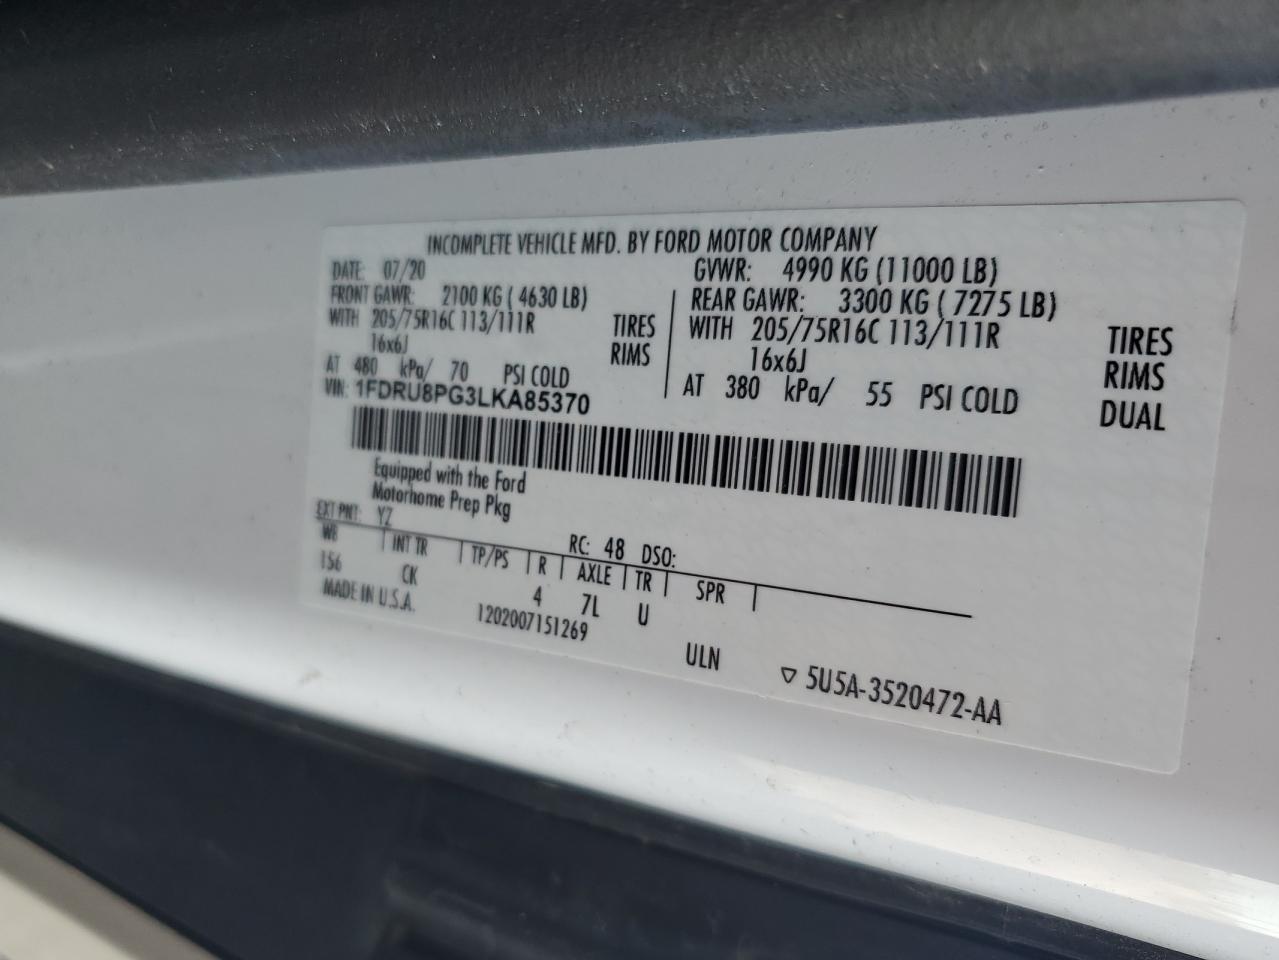 INCOMPLETE VEHICLE MFD. BY FORD MOTOR COMPANY
DATE: 07/20 GVWR: 4990 KG (11000 LB)
FRONT GAWR: 2100 KG ( 4630 LB) REAR GAWR: 3300 KG ( 7275 LB)
WITH 205/75R16C 113/111R TIRES WITH 205/75R16C 113/111R TIRES
16x6J RIMS 16x6J RIMS
AT 480 kPa/ 70 PSI COLD AT 380 kPa/ 55 PSI COLD DUAL
VIN: 1FDRU8PG3LKA85370
Equipped with the Ford
Motorhome Prep Pkg
EXT PNT: YZ RC: 48 DSO:
WB INT TR TP/PS R AXLE TR SPR
156 CK 4 7L U
MADE IN U.S.A. 1202007151269
ULN ▽ 5U5A-3520472-AA